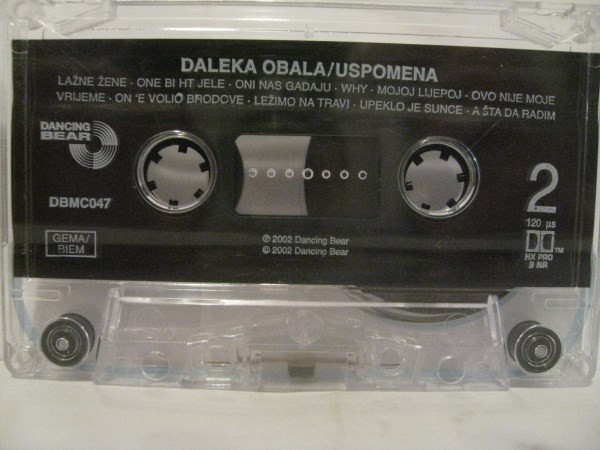 DALEKA OBALA/USPOMENA
LAŽNE ŽENE · ONE BI HT JELE · ONI NAS GAĐAJU · WHY · MOJOJ LIJEPOJ · OVO NIJE MOJE
VRIJEME · ON 'E VOLIO BRODOVE · LEŽIMO NA TRAVI · UPEKLO JE SUNCE · A ŠTA DA RADIM
DANCING
BEAR
DBMC047
GEMA/
BIEM
℗ 2002 Dancing Bear
© 2002 Dancing Bear
2
120 µs
TM
HX PRO
B NR